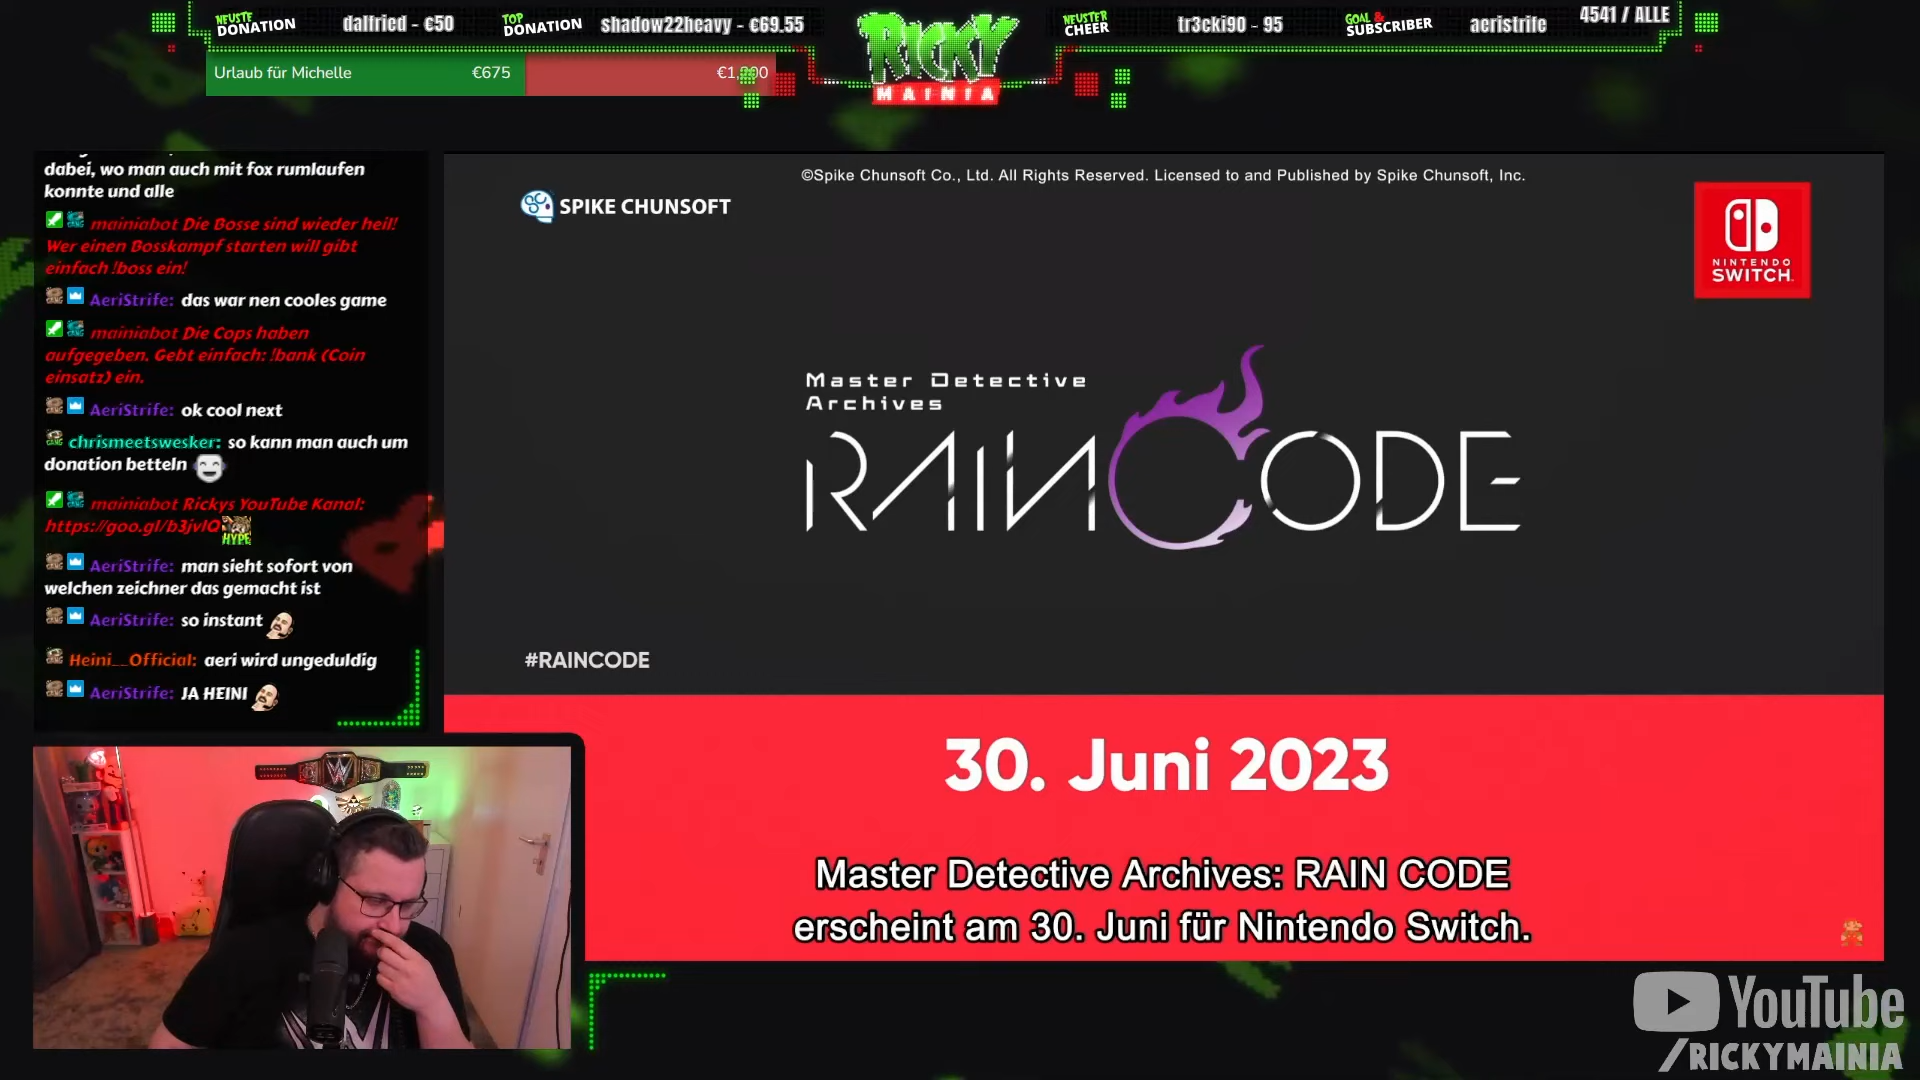 NEUSTE DONATION
dalfried - €50
TOP DONATION
shadow22heavy - €69.55
RICKY MAINIA
NEUSTER CHEER
tr3cki90 - 95
GOAL & SUBSCRIBER
aeristrife
4541 / ALLE
Urlaub für Michelle €675
dabei, wo man auch mit fox rumlaufen
konnte und alle
mainiabot Die Bosse sind wieder heil!
Wer einen Bosskampf starten will gibt
einfach !boss ein!
AeriStrife: das war nen cooles game
mainiabot Die Cops haben
aufgegeben. Gebt einfach: !bank (Coin
einsatz) ein.
AeriStrife: ok cool next
chrismeetswesker: so kann man auch um
donation betteln
mainiabot Rickys YouTube Kanal:
HYPE
AeriStrife: man sieht sofort von
welchen zeichner das gemacht ist
AeriStrife: so instant
Heini__Official: aeri wird ungeduldig
AeriStrife: JA HEINI
©Spike Chunsoft Co., Ltd. All Rights Reserved. Licensed to and Published by Spike Chunsoft, Inc.
SPIKE CHUNSOFT
NINTENDO
SWITCH
Master Detective
Archives
RAIN CODE
#RAINCODE
30. Juni 2023
Master Detective Archives: RAIN CODE
erscheint am 30. Juni für Nintendo Switch.
YouTube
/RICKYMAINIA